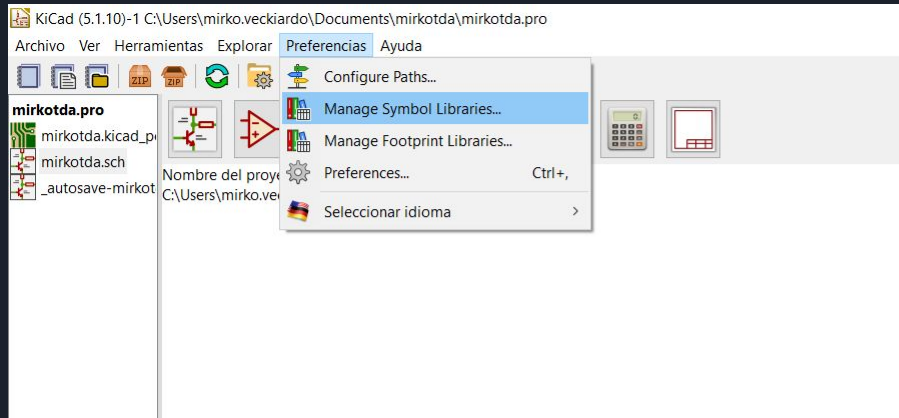 KiCad (5.1.10)-1 C:\Users\mirko.veckiardo\Documents\mirkotda\mirkotda.pro
Archivo Ver Herramientas Explorar Preferencias Ayuda
ZIP ZIP
Configure Paths...
Manage Symbol Libraries...
Manage Footprint Libraries...
Preferences... Ctrl+,
Seleccionar idioma >
mirkotda.pro
mirkotda.kicad_p
mirkotda.sch
_autosave-mirkot
Nombre del proye
C:\Users\mirko.ve